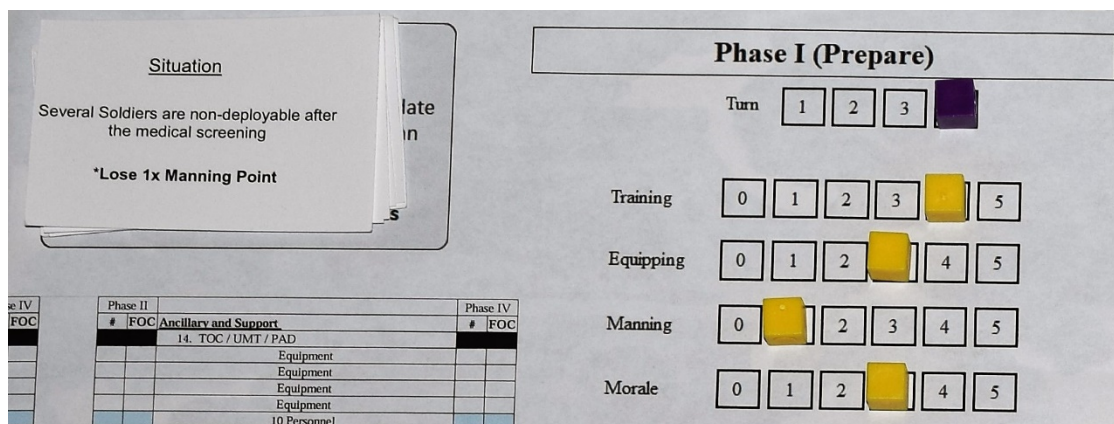 Situation
Several Soldiers are non-deployable after
the medical screening
*Lose 1x Manning Point
s
Phase I (Prepare)
Turn 1 2 3
Training 0 1 2 3 5
Equipping 0 1 2 4 5
Manning 0 2 3 4 5
Morale 0 1 2 4 5
IV
FOC
Phase II Phase IV
# FOC Ancillary and Support # FOC
14. TOC / UMT / PAD
Equipment
Equipment
Equipment
Equipment
10 Personnel